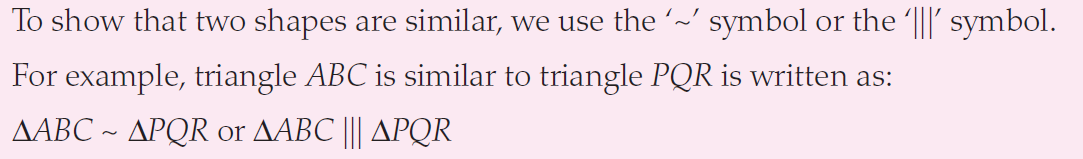 To show that two shapes are similar, we use the ‘~’ symbol or the ‘|||’ symbol.
For example, triangle ABC is similar to triangle PQR is written as:
ΔABC ~ ΔPQR or ΔABC ||| ΔPQR